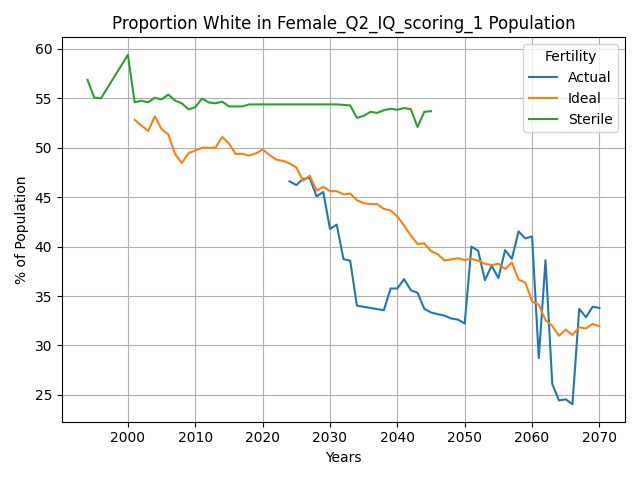 Proportion White in Female_Q2_IQ_scoring_1 Population
Fertility
Actual
Ideal
Sterile
% of Population
60
55
50
45
40
35
30
25
2000
2010
2020
2030
2040
2050
2060
2070
Years